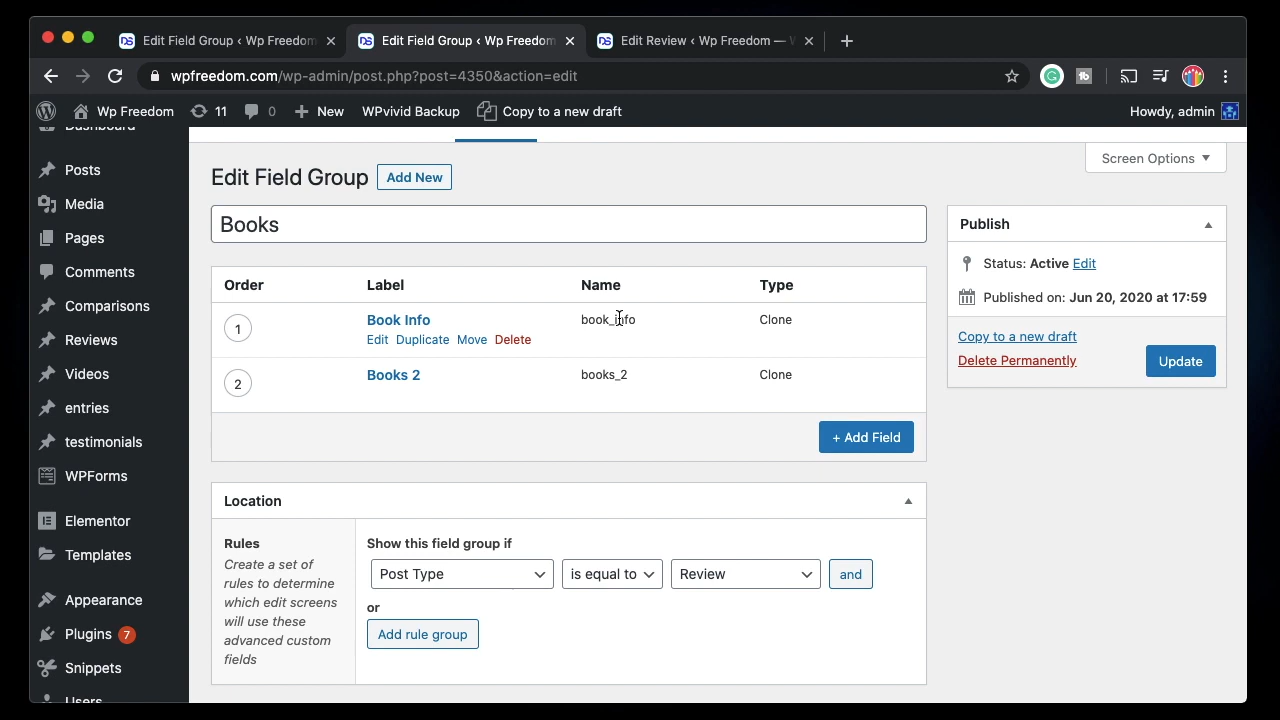 Edit Field Group ‹ Wp Freedom
Edit Field Group ‹ Wp Freedom
Edit Review ‹ Wp Freedom —
wpfreedom.com/wp-admin/post.php?post=4350&action=edit
Wp Freedom
11
0
New
WPvivid Backup
Copy to a new draft
Howdy, admin
Dashboard
Posts
Media
Pages
Comments
Comparisons
Reviews
Videos
entries
testimonials
WPForms
Elementor
Templates
Appearance
Plugins 7
Snippets
Users
Screen Options
Edit Field Group
Add New
Books
Order Label Name Type
1 Book Info book_info Clone
Edit Duplicate Move Delete
2 Books 2 books_2 Clone
+ Add Field
Location
Rules
Create a set of
rules to determine
which edit screens
will use these
advanced custom
fields
Show this field group if
Post Type is equal to Review and
or
Add rule group
Publish
Status: Active Edit
Published on: Jun 20, 2020 at 17:59
Copy to a new draft
Delete Permanently
Update